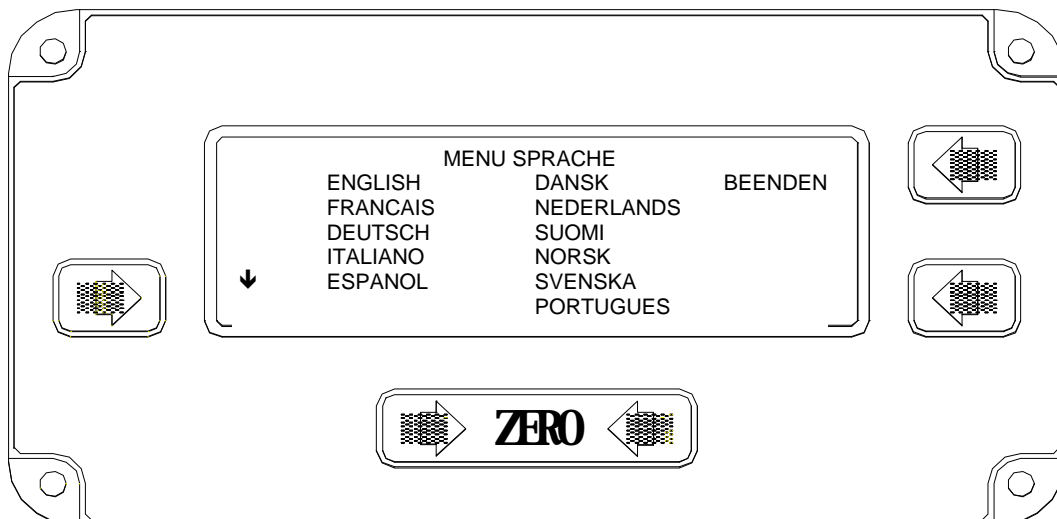 MENU SPRACHE
ENGLISH DANSK BEENDEN
FRANCAIS NEDERLANDS
DEUTSCH SUOMI
ITALIANO NORSK
ESPANOL SVENSKA
PORTUGUES
ZERO